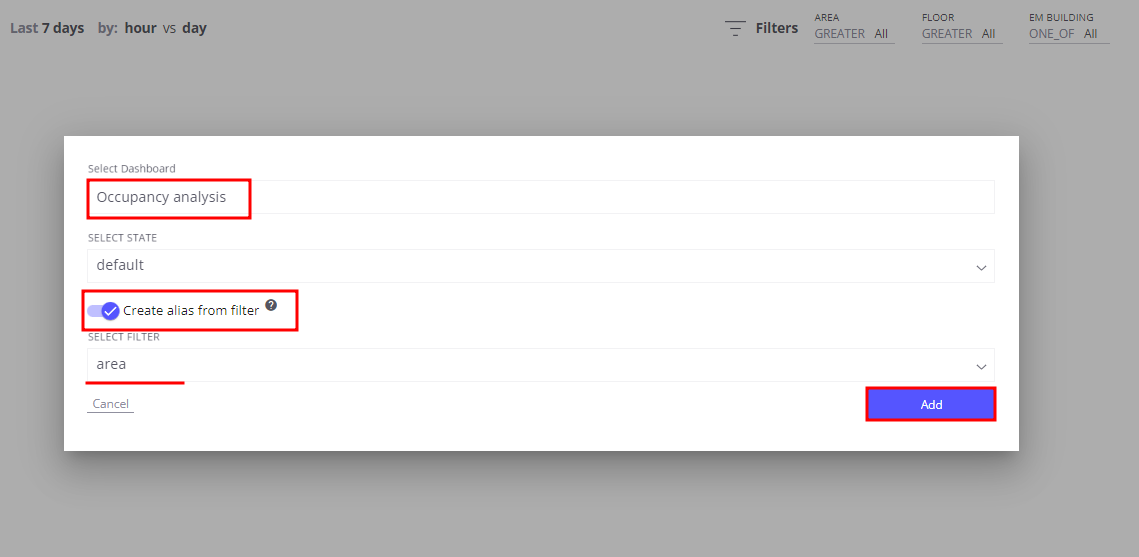 AREA FLOOR EM BUILDING
Last 7 days by: hour vs day Filters GREATER All GREATER All ONE_OF All
Select Dashboard
Occupancy analysis
SELECT STATE
default
Create alias from filter ?
SELECT FILTER
area
Cancel Add